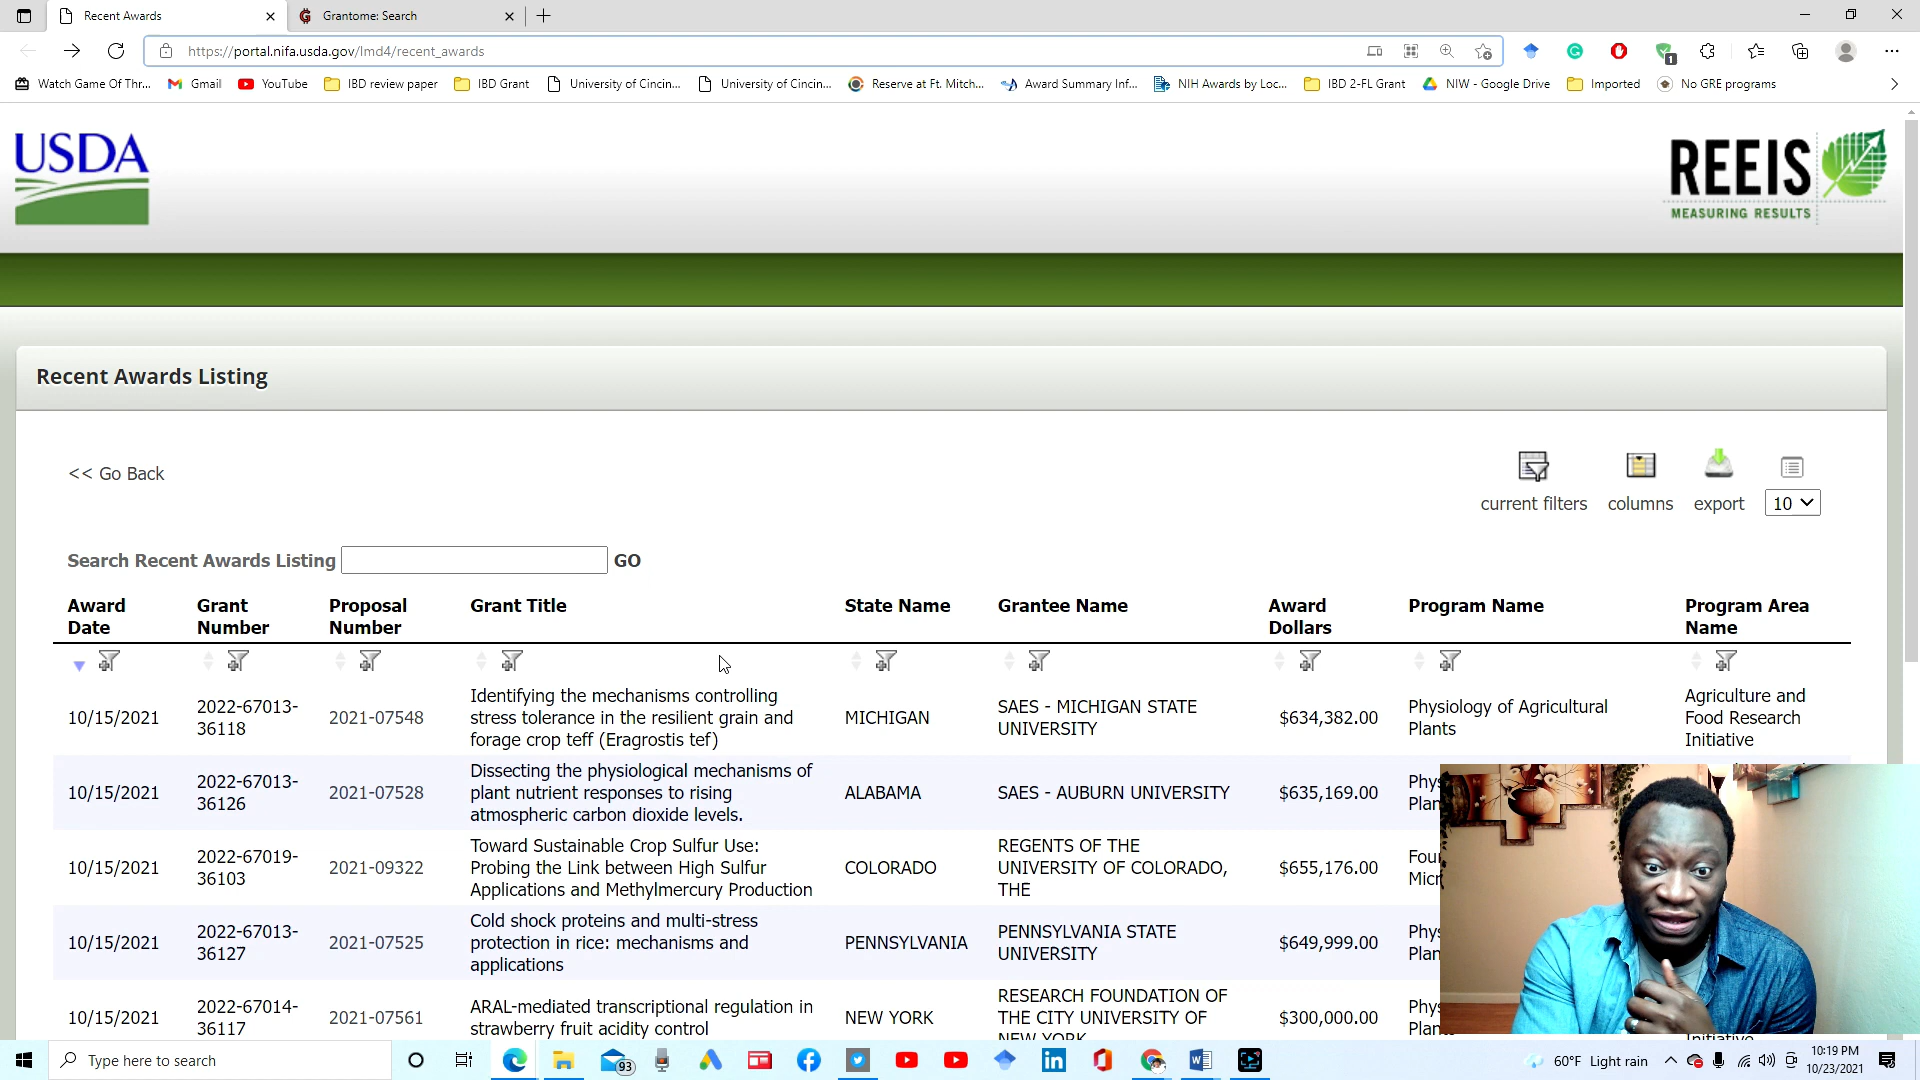 Recent Awards
Grantome: Search
https://portal.nifa.usda.gov/lmd4/recent_awards
1
Watch Game Of Thr...
Gmail
YouTube
IBD review paper
IBD Grant
University of Cincin...
University of Cincin...
Reserve at Ft. Mitch...
Award Summary Inf...
NIH Awards by Loc...
IBD 2-FL Grant
NIW - Google Drive
Imported
No GRE programs
USDA
REEIS
MEASURING RESULTS
Recent Awards Listing
<< Go Back
current filters
columns
export
10
Search Recent Awards Listing
GO
Award Date
Grant Number
Proposal Number
Grant Title
State Name
Grantee Name
Award Dollars
Program Name
Program Area Name
10/15/2021
2022-67013-
36118
2021-07548
Identifying the mechanisms controlling
stress tolerance in the resilient grain and
forage crop teff (Eragrostis tef)
MICHIGAN
SAES - MICHIGAN STATE
UNIVERSITY
$634,382.00
Physiology of Agricultural
Plants
Agriculture and
Food Research
Initiative
10/15/2021
2022-67013-
36126
2021-07528
Dissecting the physiological mechanisms of
plant nutrient responses to rising
atmospheric carbon dioxide levels.
ALABAMA
SAES - AUBURN UNIVERSITY
$635,169.00
Phys
Plan
10/15/2021
2022-67019-
36103
2021-09322
Toward Sustainable Crop Sulfur Use:
Probing the Link between High Sulfur
Applications and Methylmercury Production
COLORADO
REGENTS OF THE
UNIVERSITY OF COLORADO,
THE
$655,176.00
Foun
Micr
10/15/2021
2022-67013-
36127
2021-07525
Cold shock proteins and multi-stress
protection in rice: mechanisms and
applications
PENNSYLVANIA
PENNSYLVANIA STATE
UNIVERSITY
$649,999.00
Phys
Plan
10/15/2021
2022-67014-
36117
2021-07561
ARAL-mediated transcriptional regulation in
strawberry fruit acidity control
NEW YORK
RESEARCH FOUNDATION OF
THE CITY UNIVERSITY OF
NEW YORK
$300,000.00
Phys
Plant
Initiative
Type here to search
93
60°F Light rain
10:19 PM
10/23/2021